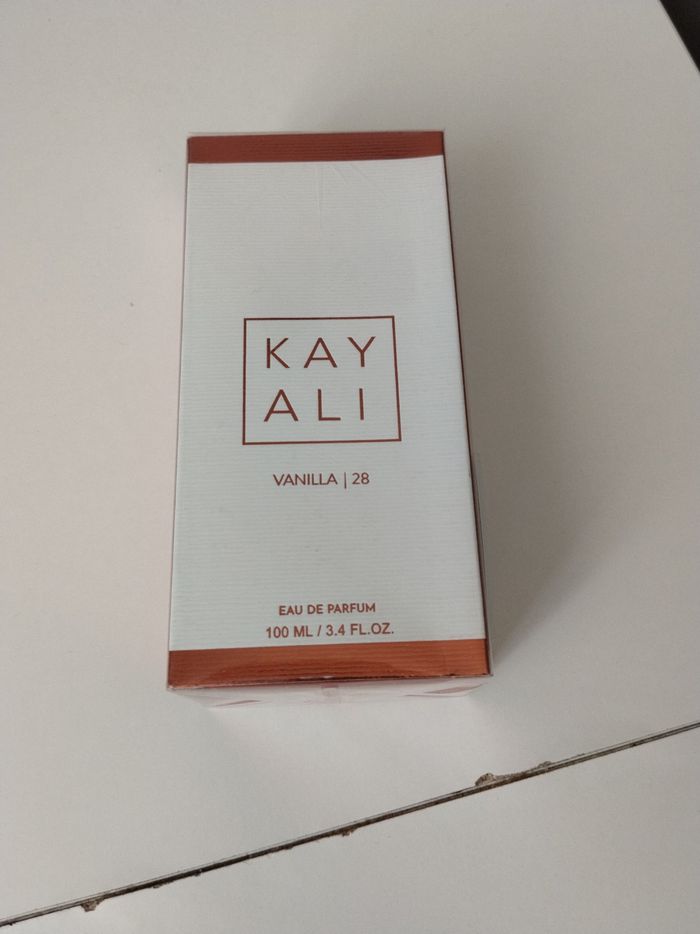 KAY
ALI
VANILLA | 28
EAU DE PARFUM
100 ML / 3.4 FL.OZ.